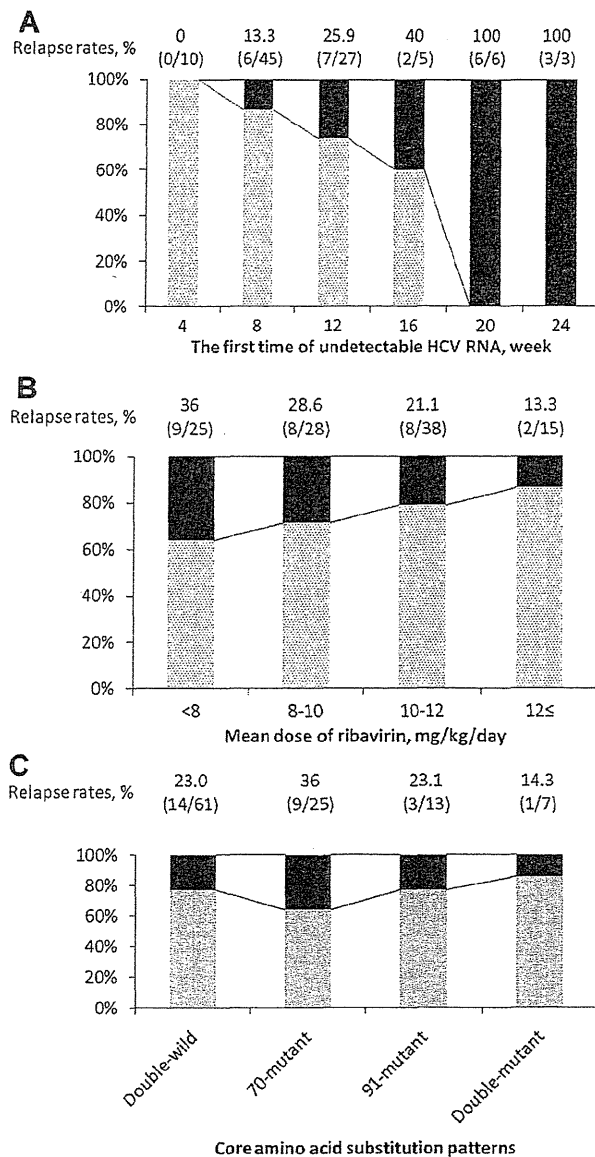 A
0 13.3 25.9 40 100 100
Relapse rates, % (0/10) (6/45) (7/27) (2/5) (6/6) (3/3)
100%
80%
60%
40%
20%
0%
4 8 12 16 20 24
The first time of undetectable HCV RNA, week
B
36 28.6 21.1 13.3
Relapse rates, % (9/25) (8/28) (8/38) (2/15)
100%
80%
60%
40%
20%
0%
<8 8-10 10-12 12≤
Mean dose of ribavirin, mg/kg/day
C
23.0 36 23.1 14.3
Relapse rates, % (14/61) (9/25) (3/13) (1/7)
100%
80%
60%
40%
20%
0%
Double-wild 70-mutant 91-mutant Double-mutant
Core amino acid substitution patterns